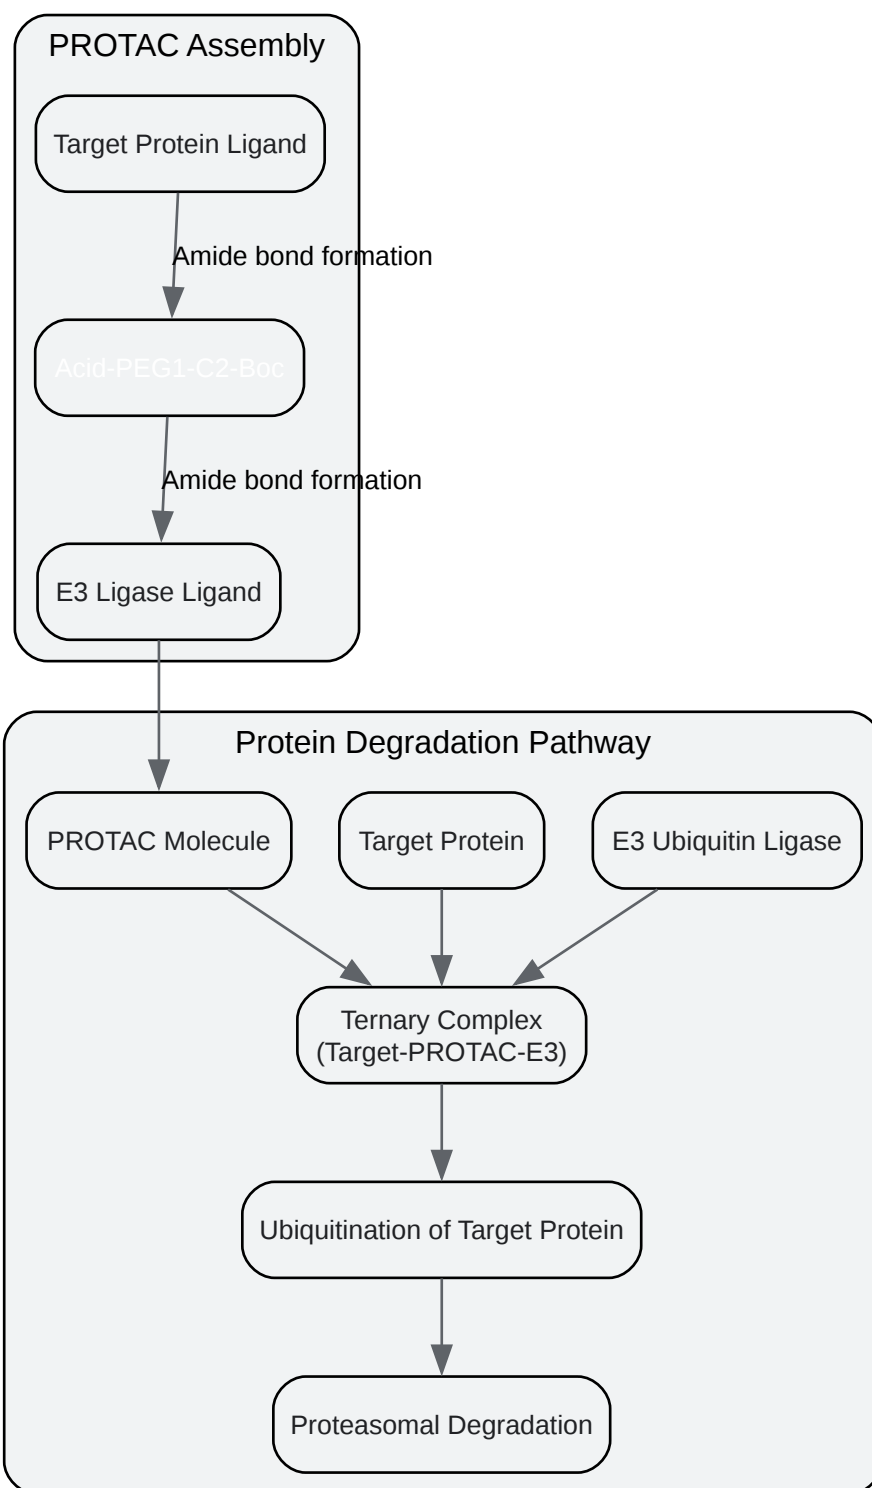 PROTAC Assembly
Target Protein Ligand
Amide bond formation
Acid-PEG1-C2-Boc
Amide bond formation
E3 Ligase Ligand
Protein Degradation Pathway
PROTAC Molecule
Target Protein
E3 Ubiquitin Ligase
Ternary Complex
(Target-PROTAC-E3)
Ubiquitination of Target Protein
Proteasomal Degradation